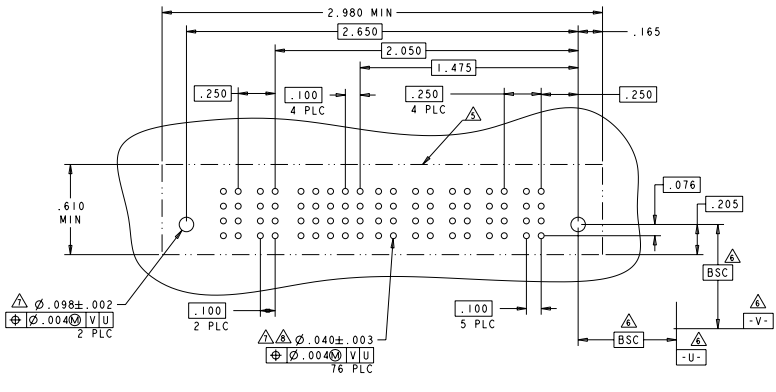 2.980 MIN
2.650
.165
2.050
1.475
.250
.100
4 PLC
.250
4 PLC
.250
5
.610
MIN
.076
.205
6
BSC
7
Ø.098±.002
⌖ Ø.004Ⓜ V U
2 PLC
.100
2 PLC
7 8
Ø.040±.003
⌖ Ø.004Ⓜ V U
76 PLC
.100
5 PLC
6
BSC
6
-V-
6
-U-